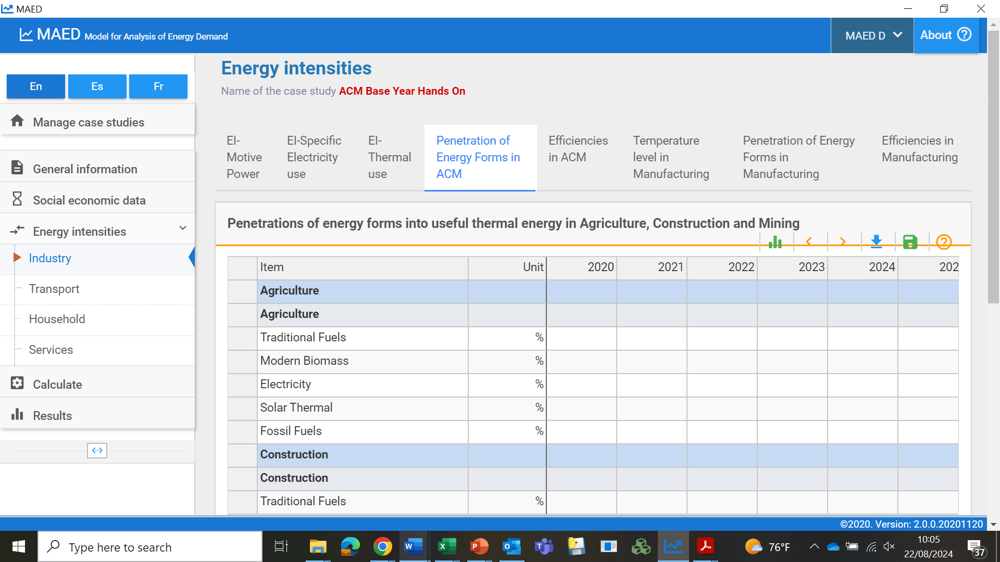 MAED
MAED Model for Analysis of Energy Demand
MAED D
About
En
Es
Fr
Manage case studies
General information
Social economic data
Energy intensities
Industry
Transport
Household
Services
Calculate
Results
Energy intensities
Name of the case study ACM Base Year Hands On
EI-
Motive
Power
EI-Specific
Electricity
use
EI-
Thermal
use
Penetration of
Energy Forms in
ACM
Efficiencies
in ACM
Temperature
level in
Manufacturing
Penetration of Energy
Forms in
Manufacturing
Efficiencies in
Manufacturing
Penetrations of energy forms into useful thermal energy in Agriculture, Construction and Mining
Item Unit 2020 2021 2022 2023 2024 202
Agriculture
Agriculture
Traditional Fuels %
Modern Biomass %
Electricity %
Solar Thermal %
Fossil Fuels %
Construction
Construction
Traditional Fuels %
©2020. Version: 2.0.0.20201120
Type here to search
76°F
10:05
22/08/2024
37